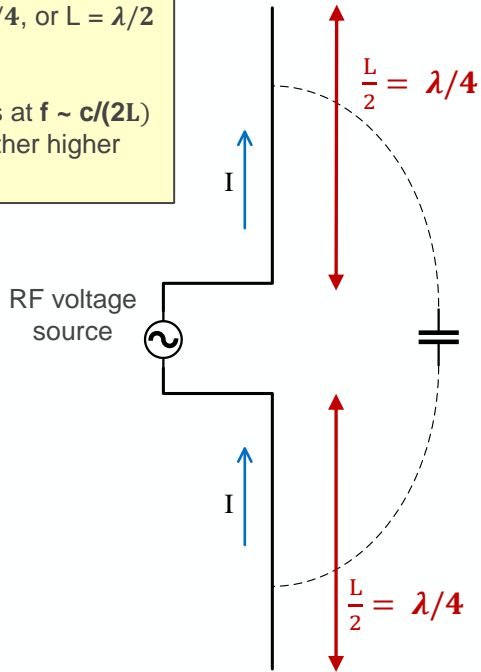 /4, or L = λ/2
s at f ~ c/(2L)
ther higher
L/2 = λ/4
I
RF voltage
source
I
L/2 = λ/4